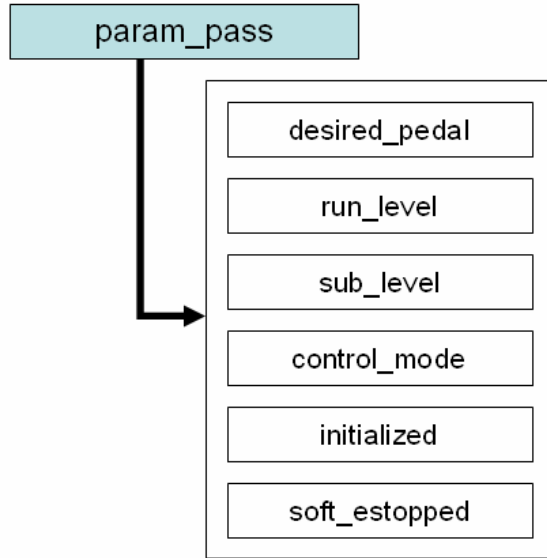 param_pass
desired_pedal
run_level
sub_level
control_mode
initialized
soft_estopped